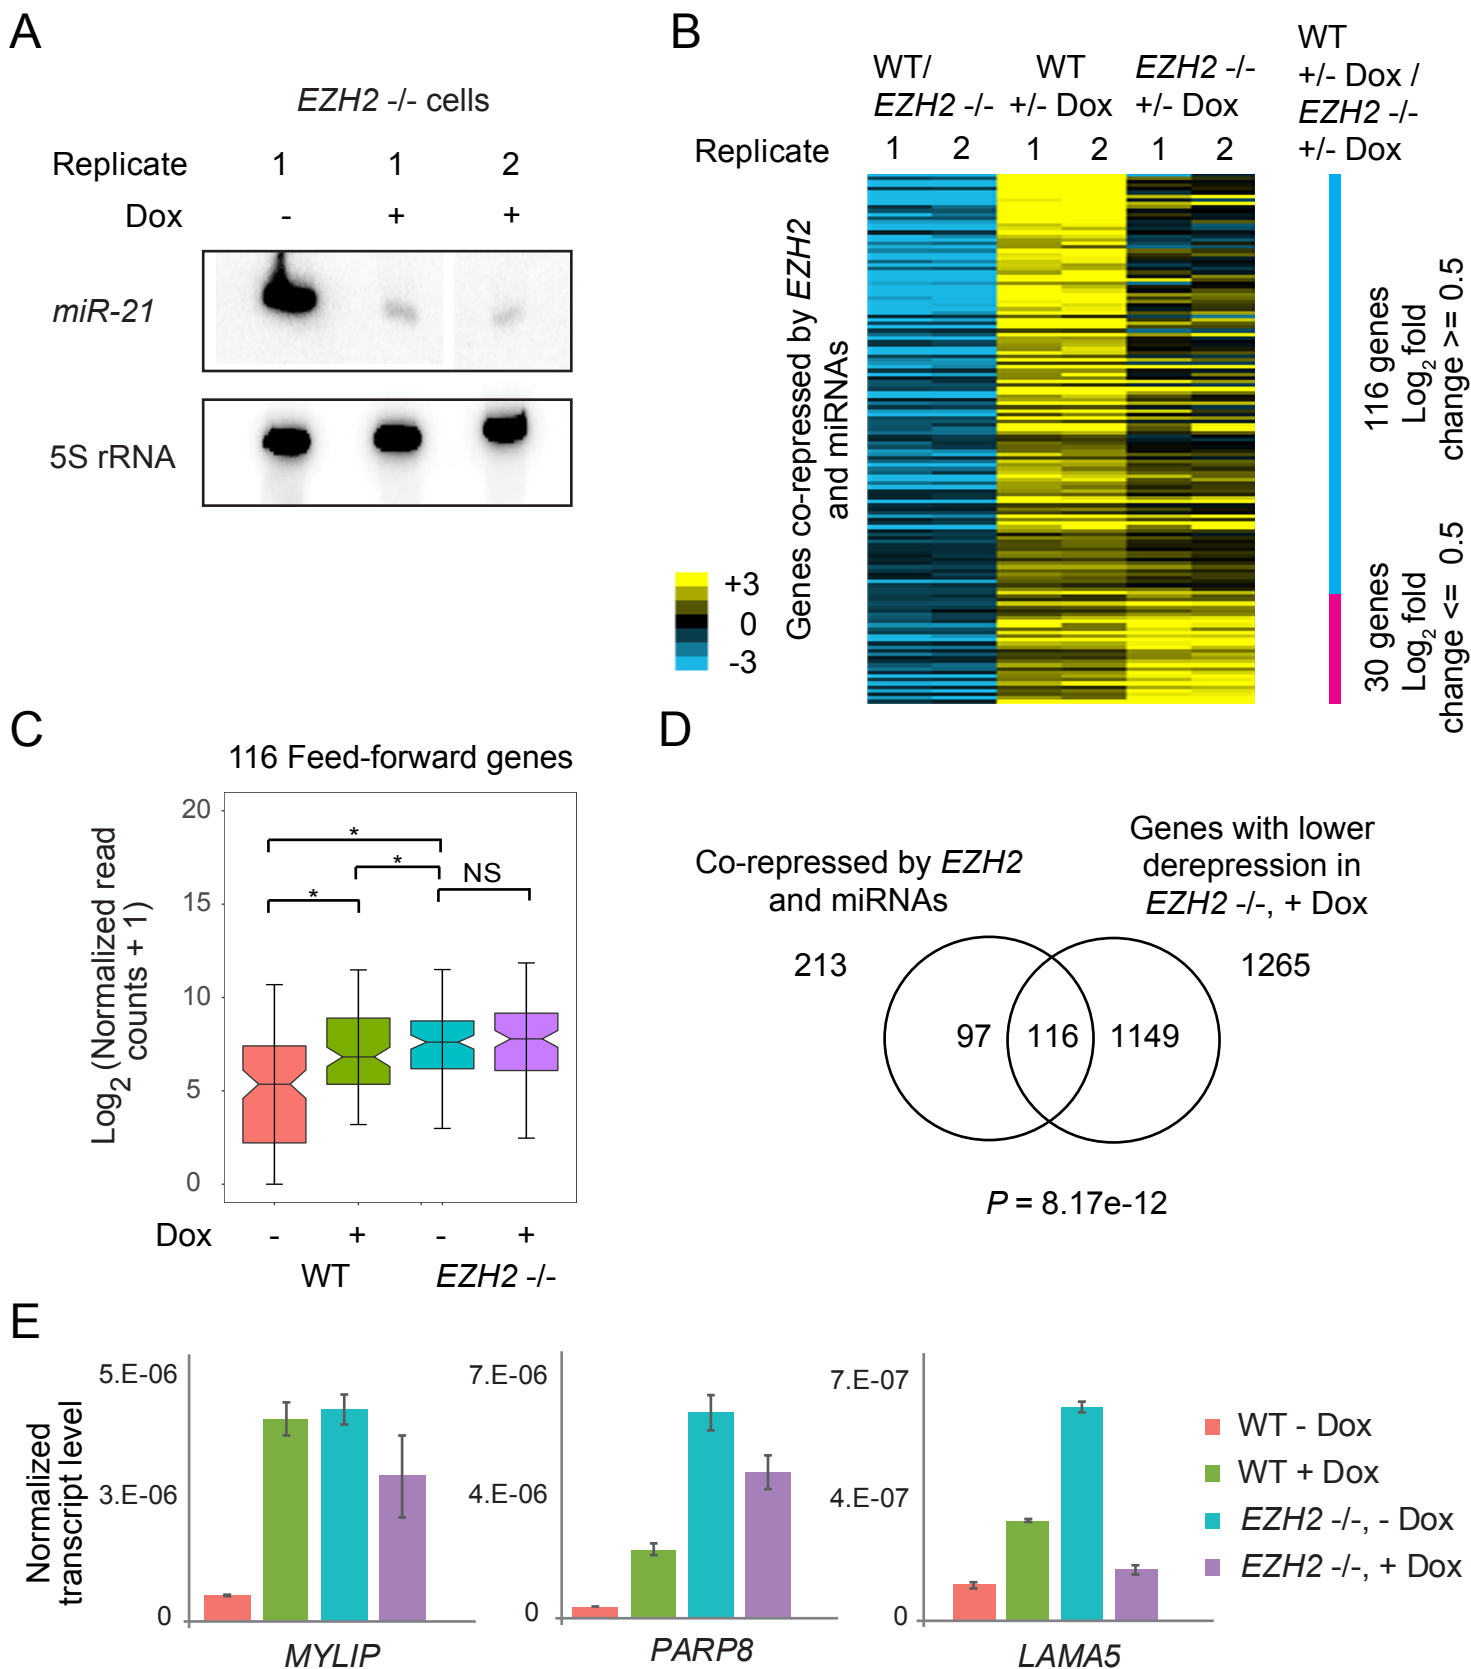 A
EZH2 -/- cells
Replicate 1 1 2
Dox - + +
miR-21
5S rRNA
B
WT/
EZH2 -/-
WT
+/- Dox
EZH2 -/-
+/- Dox
WT
+/- Dox /
EZH2 -/-
+/- Dox
Replicate 1 2 1 2 1 2
Genes co-repressed by EZH2
and miRNAs
+3
0
-3
116 genes
Log2 fold
change >= 0.5
30 genes
Log2 fold
change <= 0.5
C
116 Feed-forward genes
Log2 (Normalized read
counts + 1)
20
15
10
5
0
*
*
*
NS
Dox - + - +
WT EZH2 -/-
D
Co-repressed by EZH2
and miRNAs
Genes with lower
derepression in
EZH2 -/-, + Dox
213 1265
97 116 1149
P = 8.17e-12
E
Normalized
transcript level
5.E-06
3.E-06
0
MYLIP
7.E-06
4.E-06
0
PARP8
7.E-07
4.E-07
0
LAMA5
WT - Dox
WT + Dox
EZH2 -/-, - Dox
EZH2 -/-, + Dox